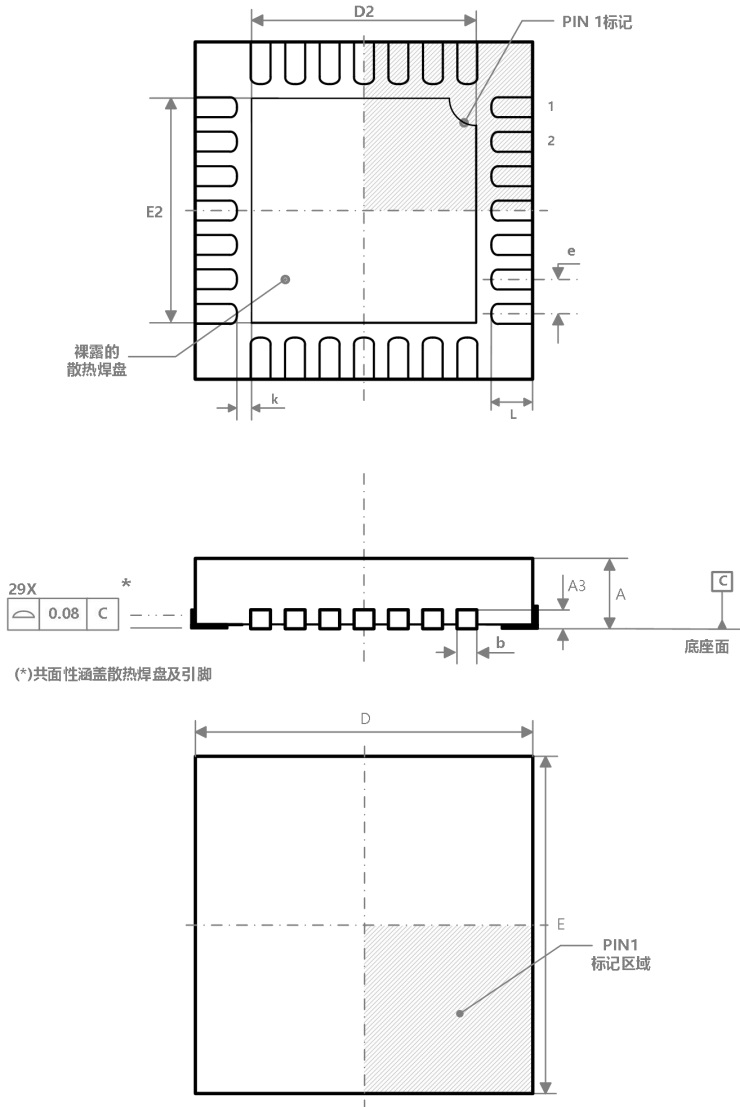 D2
PIN 1标记
1
2
E2
e
裸露的
散热焊盘
k
L
29X
*
0.08 C
A3
A
C
b
底座面
(*)共面性涵盖散热焊盘及引脚
D
E
PIN1
标记区域